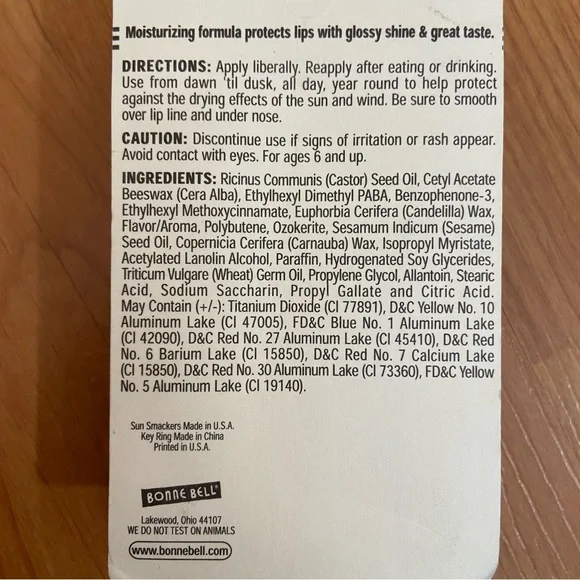 Moisturizing formula protects lips with glossy shine & great taste.
DIRECTIONS: Apply liberally. Reapply after eating or drinking.
Use from dawn 'til dusk, all day, year round to help protect
against the drying effects of the sun and wind. Be sure to smooth
over lip line and under nose.
CAUTION: Discontinue use if signs of irritation or rash appear.
Avoid contact with eyes. For ages 6 and up.
INGREDIENTS: Ricinus Communis (Castor) Seed Oil, Cetyl Acetate
Beeswax (Cera Alba), Ethylhexyl Dimethyl PABA, Benzophenone-3,
Ethylhexyl Methoxycinnamate, Euphorbia Cerifera (Candelilla) Wax,
Flavor/Aroma, Polybutene, Ozokerite, Sesamum Indicum (Sesame)
Seed Oil, Copernicia Cerifera (Carnauba) Wax, Isopropyl Myristate,
Acetylated Lanolin Alcohol, Paraffin, Hydrogenated Soy Glycerides,
Triticum Vulgare (Wheat) Germ Oil, Propylene Glycol, Allantoin, Stearic
Acid, Sodium Saccharin, Propyl Gallate and Citric Acid.
May Contain (+/-): Titanium Dioxide (CI 77891), D&C Yellow No. 10
Aluminum Lake (CI 47005), FD&C Blue No. 1 Aluminum Lake
(CI 42090), D&C Red No. 27 Aluminum Lake (CI 45410), D&C Red
No. 6 Barium Lake (CI 15850), D&C Red No. 7 Calcium Lake
(CI 15850), D&C Red No. 30 Aluminum Lake (CI 73360), FD&C Yellow
No. 5 Aluminum Lake (CI 19140).
Sun Smackers Made in U.S.A.
Key Ring Made in China
Printed in U.S.A.
BONNE BELL®
Lakewood, Ohio 44107
WE DO NOT TEST ON ANIMALS
www.bonnebell.com